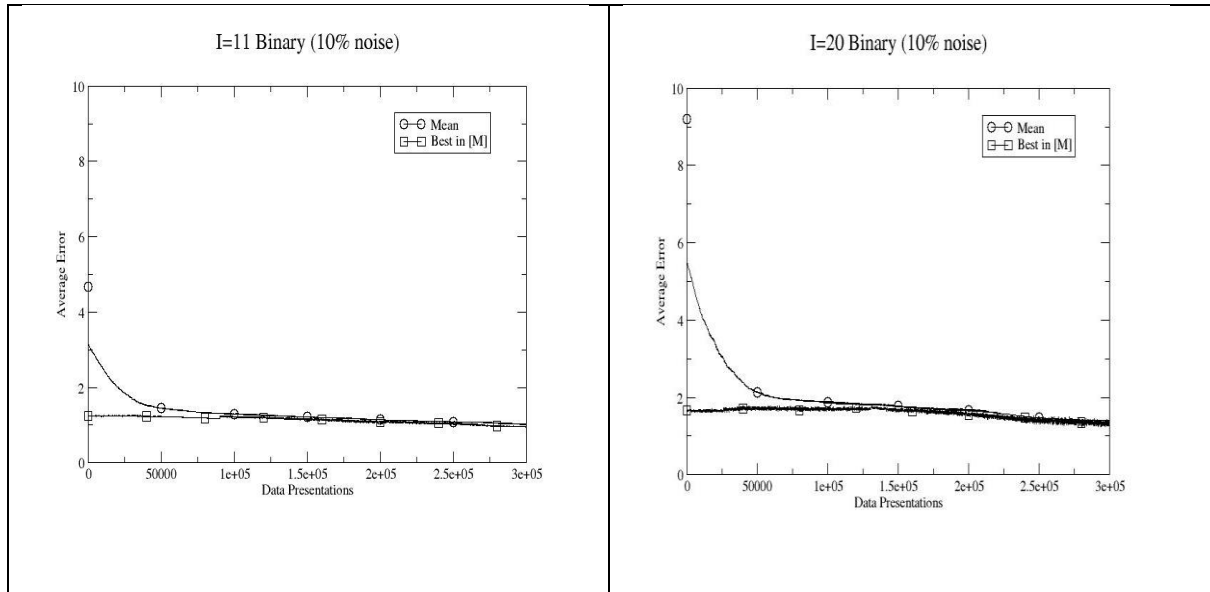 I=11 Binary (10% noise)
10
8
6
4
2
0
Average Error
Mean
Best in [M]
0
50000
1e+05
1.5e+05
2e+05
2.5e+05
3e+05
Data Presentations
I=20 Binary (10% noise)
10
8
6
4
2
0
Average Error
Mean
Best in [M]
0
50000
1e+05
1.5e+05
2e+05
2.5e+05
3e+05
Data Presentations